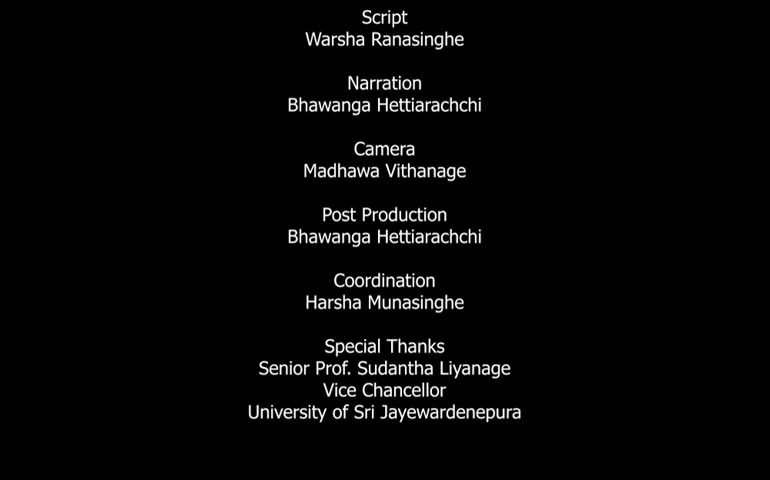 Script
Warsha Ranasinghe
Narration
Bhawanga Hettiarachchi
Camera
Madhawa Vithanage
Post Production
Bhawanga Hettiarachchi
Coordination
Harsha Munasinghe
Special Thanks
Senior Prof. Sudantha Liyanage
Vice Chancellor
University of Sri Jayewardenepura